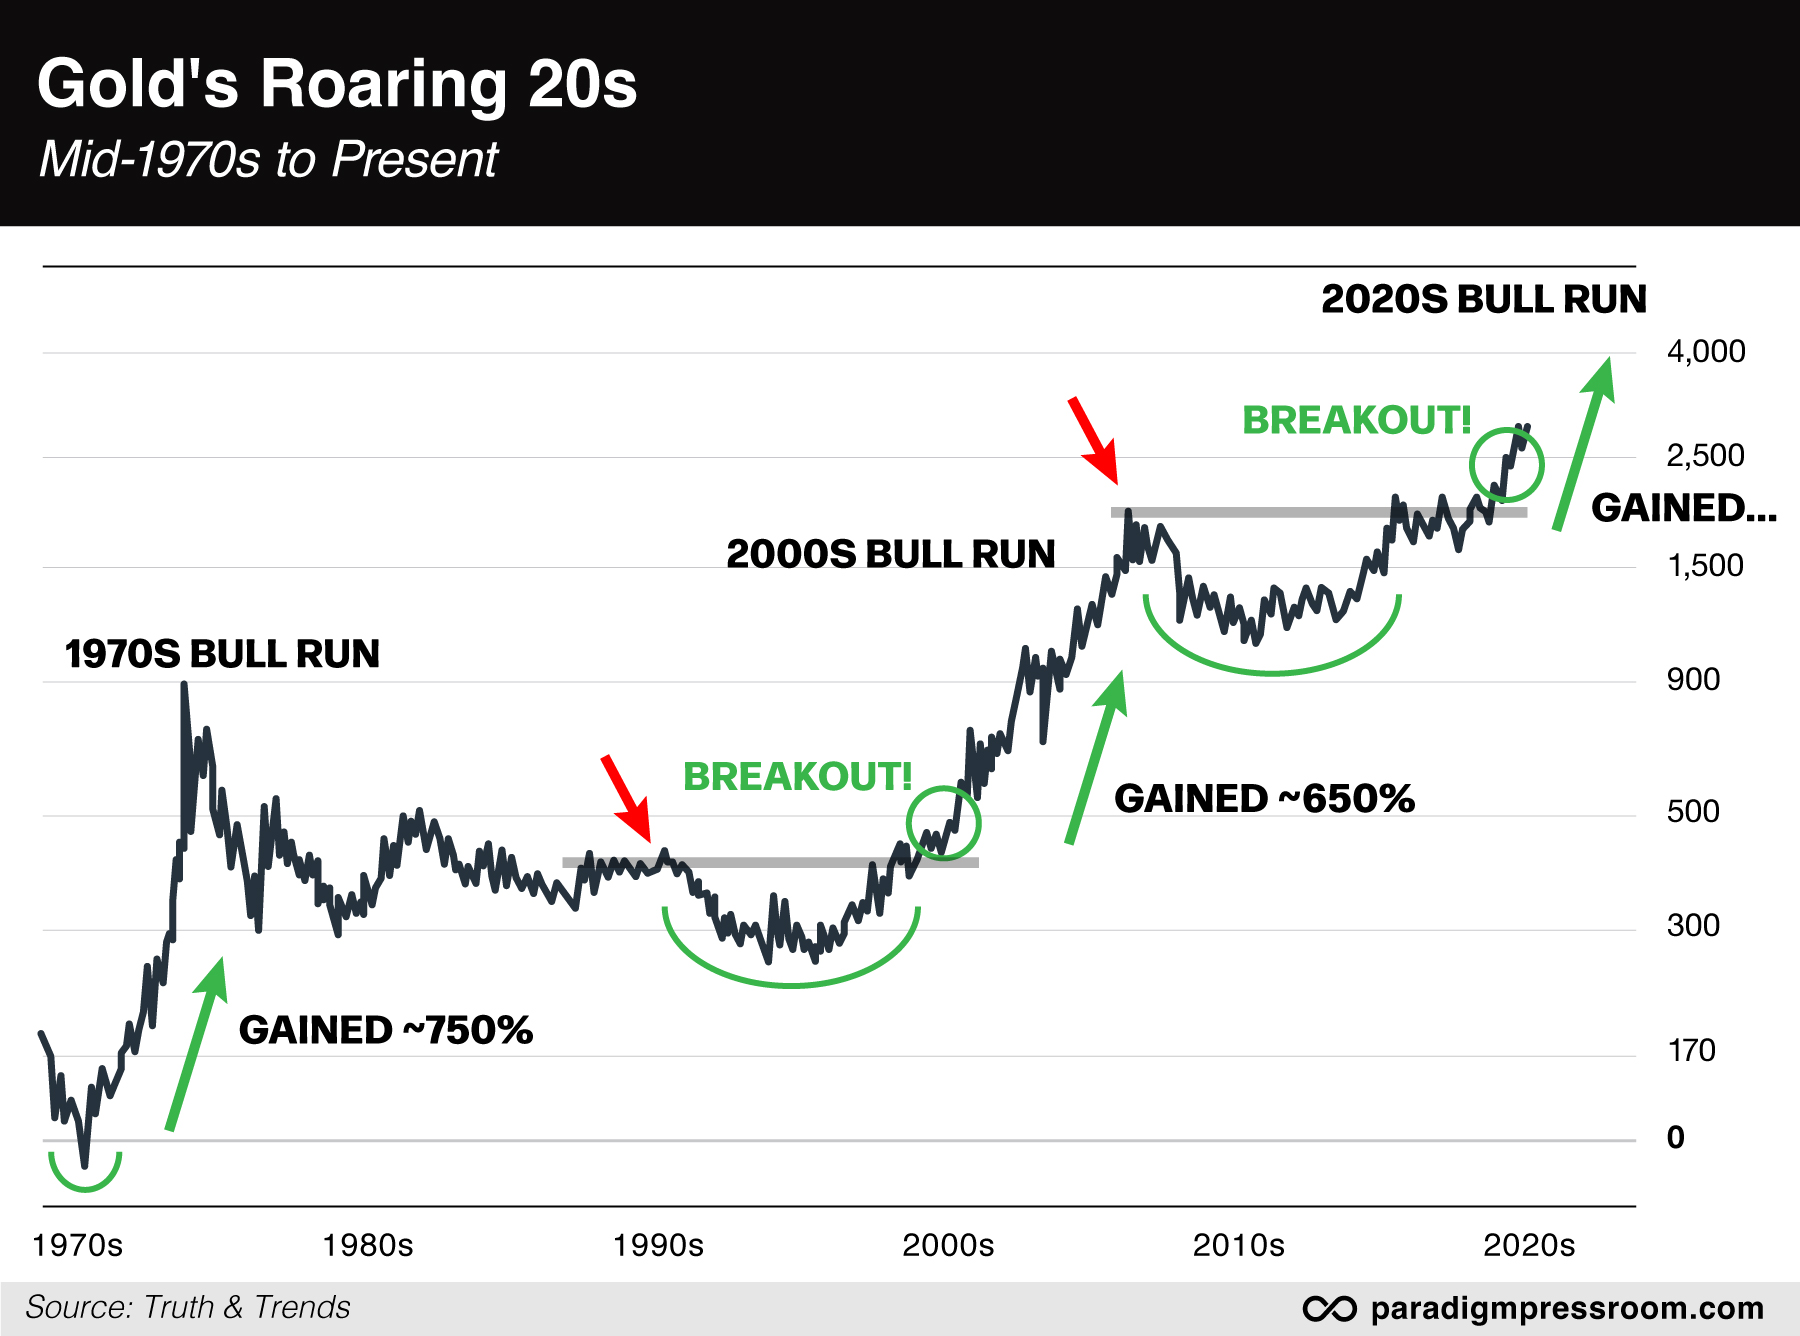 Gold's Roaring 20s
Mid-1970s to Present
2020S BULL RUN
4,000
BREAKOUT!
2,500
GAINED...
2000S BULL RUN
1,500
1970S BULL RUN
900
BREAKOUT!
GAINED ~650%
500
300
GAINED ~750%
170
0
1970s 1980s 1990s 2000s 2010s 2020s
Source: Truth & Trends
paradigmpressroom.com